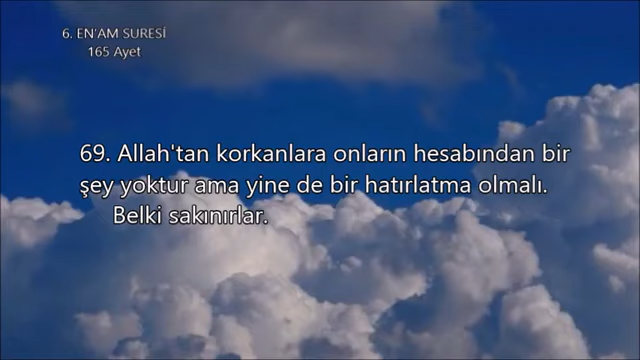 6. EN'AM SURESİ
165 Ayet
69. Allah'tan korkanlara onların hesabından bir
şey yoktur ama yine de bir hatırlatma olmalı.
Belki sakınırlar.